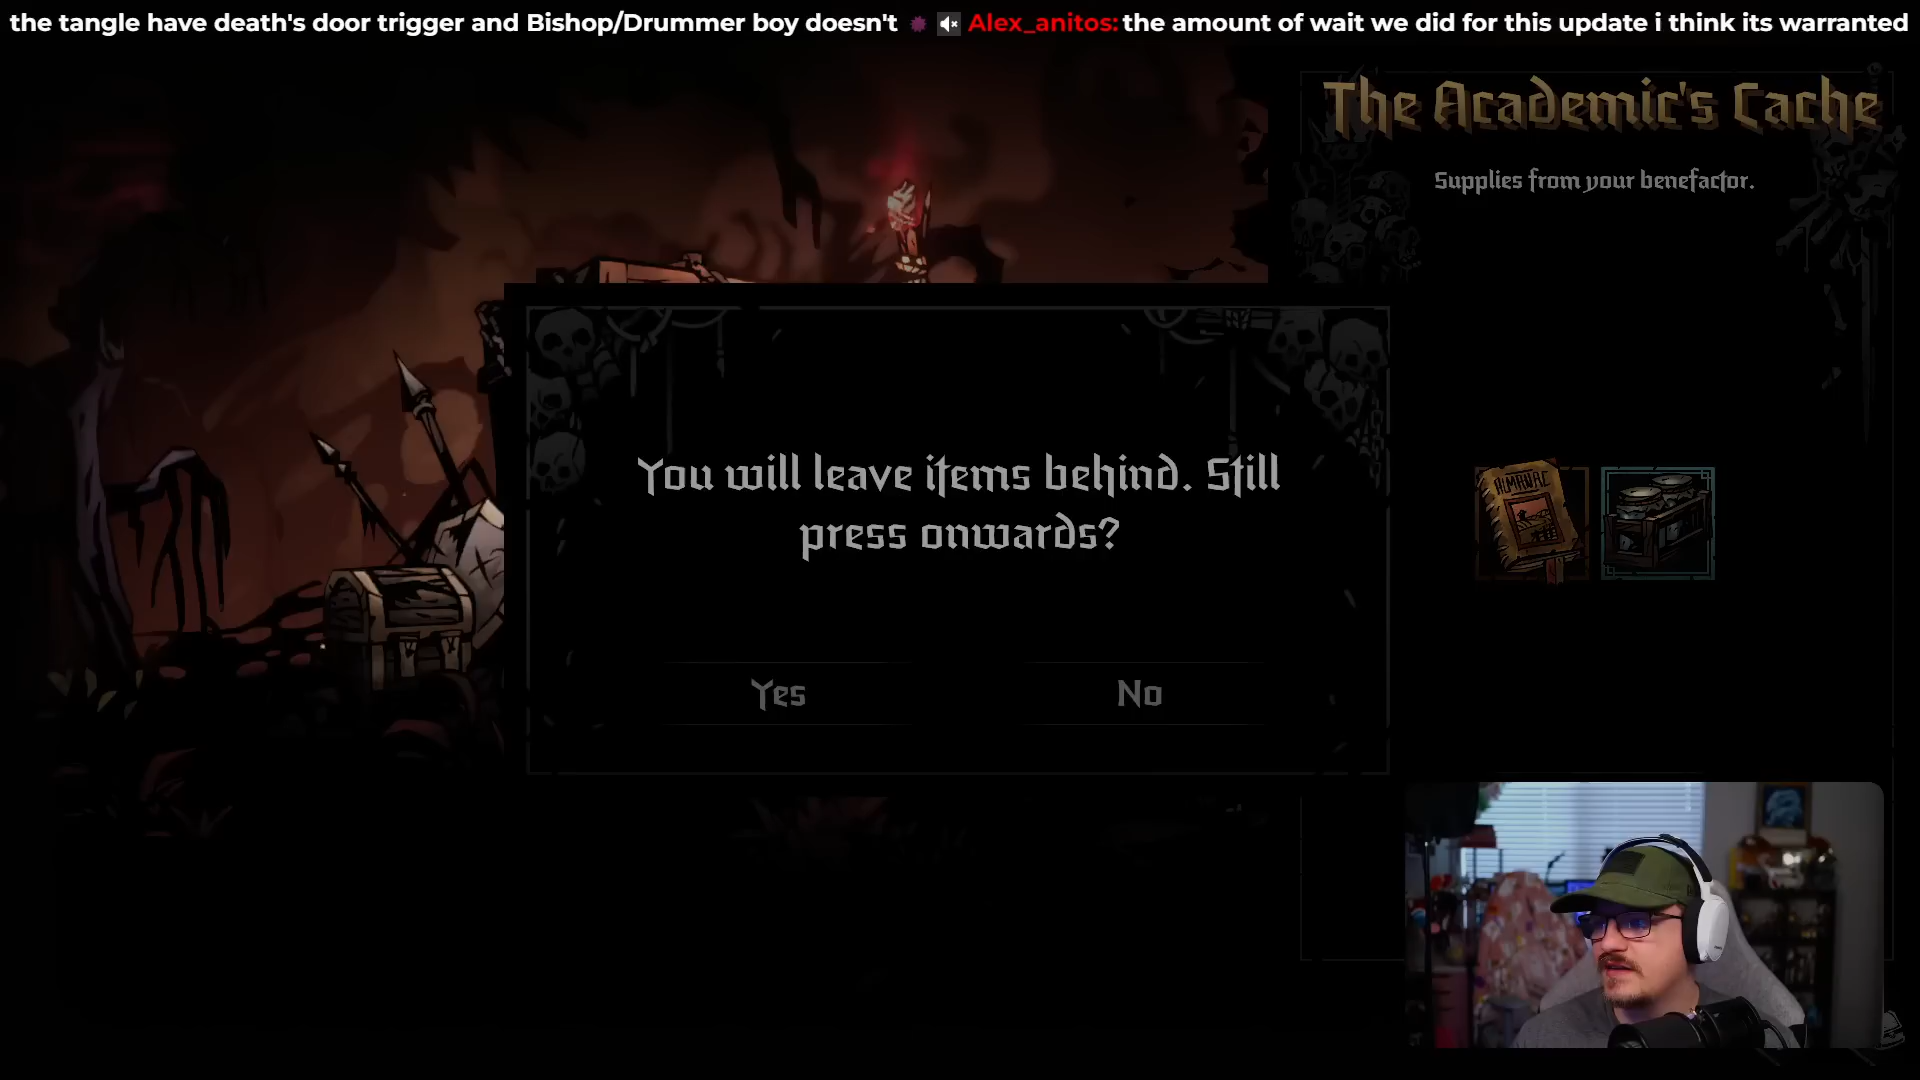 the tangle have death's door trigger and Bishop/Drummer boy doesn't Alex_anitos: the amount of wait we did for this update i think its warranted
The Academic's Cache
Supplies from your benefactor.
You will leave items behind. Still
press onwards?
Yes
No